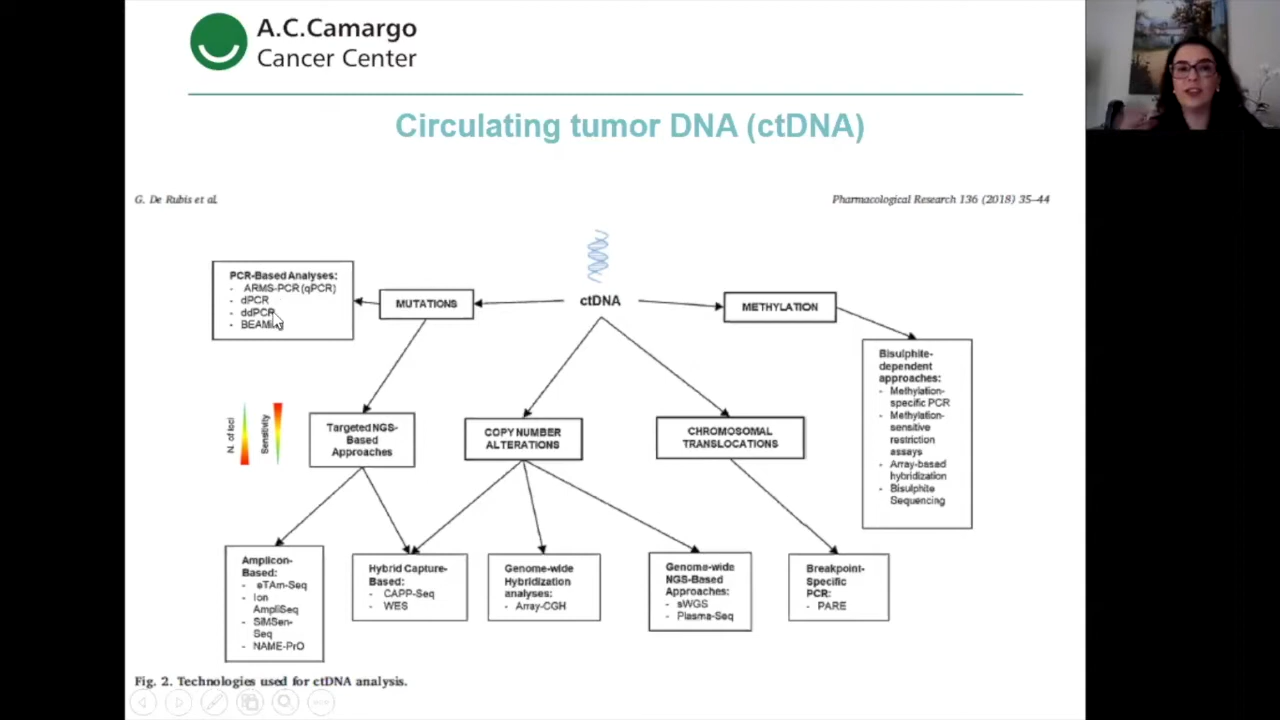 A.C.Camargo
Cancer Center
Circulating tumor DNA (ctDNA)
G. De Rubis et al.
Pharmacological Research 136 (2018) 35–44
PCR-Based Analyses:
- ARMS-PCR (qPCR)
- dPCR
- ddPCR
- BEAMing
MUTATIONS
ctDNA
METHYLATION
Bisulphite-
dependent
approaches:
- Methylation-
specific PCR
- Methylation-
sensitive
restriction
assays
- Array-based
hybridization
- Bisulphite
Sequencing
N. of loci
Sensitivity
Targeted NGS-
Based
Approaches
COPY NUMBER
ALTERATIONS
CHROMOSOMAL
TRANSLOCATIONS
Amplicon-
Based:
- eTAm-Seq
- Ion
AmpliSeq
- SiMSen-
Seq
- NAME-PrO
Hybrid Capture-
Based:
- CAPP-Seq
- WES
Genome-wide
Hybridization
analyses:
- Array-CGH
Genome-wide
NGS-Based
Approaches:
- sWGS
- Plasma-Seq
Breakpoint-
Specific
PCR:
- PARE
Fig. 2. Technologies used for ctDNA analysis.